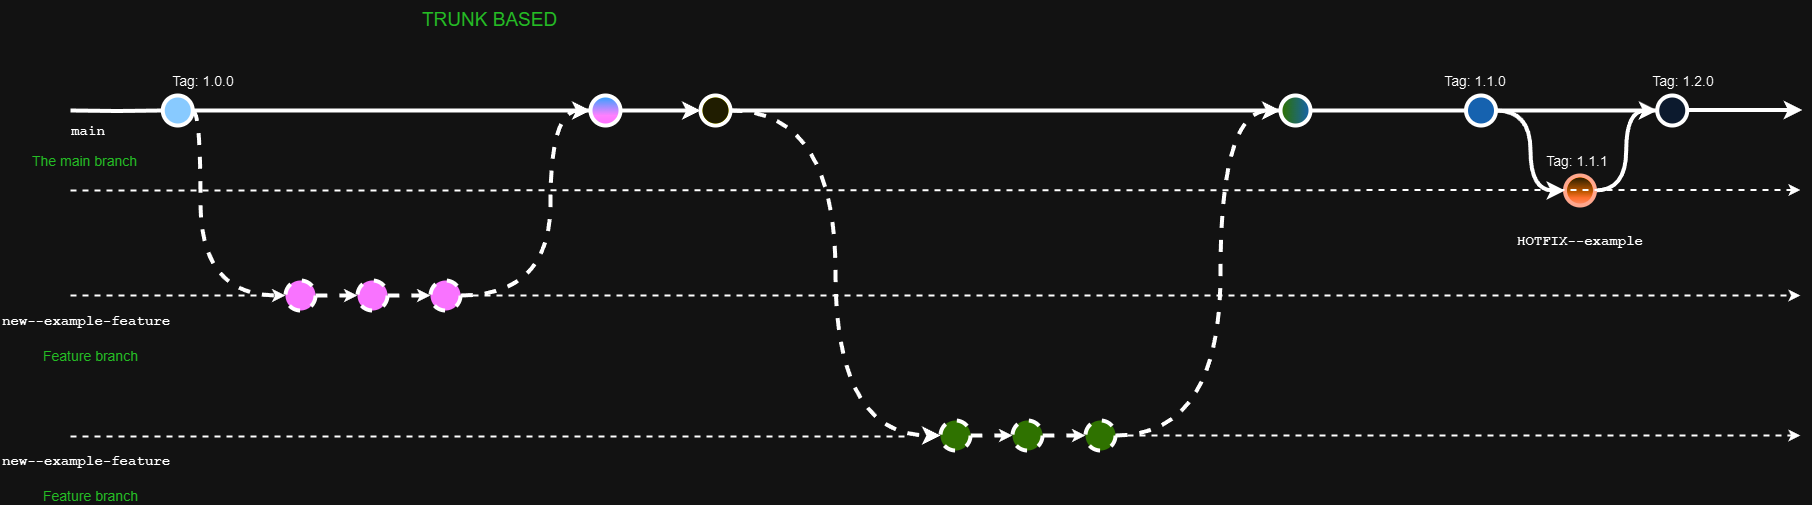 TRUNK BASED
Tag: 1.0.0
Tag: 1.1.0
Tag: 1.2.0
main
The main branch
Tag: 1.1.1
HOTFIX--example
new--example-feature
Feature branch
new--example-feature
Feature branch